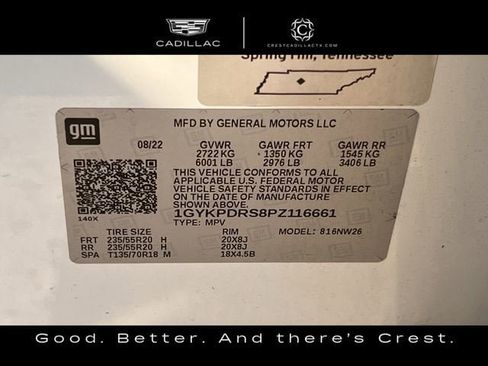 CADILLAC
CREST
CRESTCADILLACTX.COM
Spring Hill, Tennessee
gm
MFD BY GENERAL MOTORS LLC
08/22 GVWR GAWR FRT GAWR RR
2722 KG 1350 KG 1545 KG
6001 LB 2976 LB 3406 LB
THIS VEHICLE CONFORMS TO ALL
APPLICABLE U.S. FEDERAL MOTOR
VEHICLE SAFETY STANDARDS IN EFFECT
ON THE DATE OF MANUFACTURE
SHOWN ABOVE.
140X 1GYKPDRS8PZ116661
TYPE: MPV
TIRE SIZE RIM MODEL: 816NW26
FRT 235/55R20 H 20X8J
RR 235/55R20 H 20X8J
SPA T135/70R18 M 18X4.5B
Good. Better. And there's Crest.